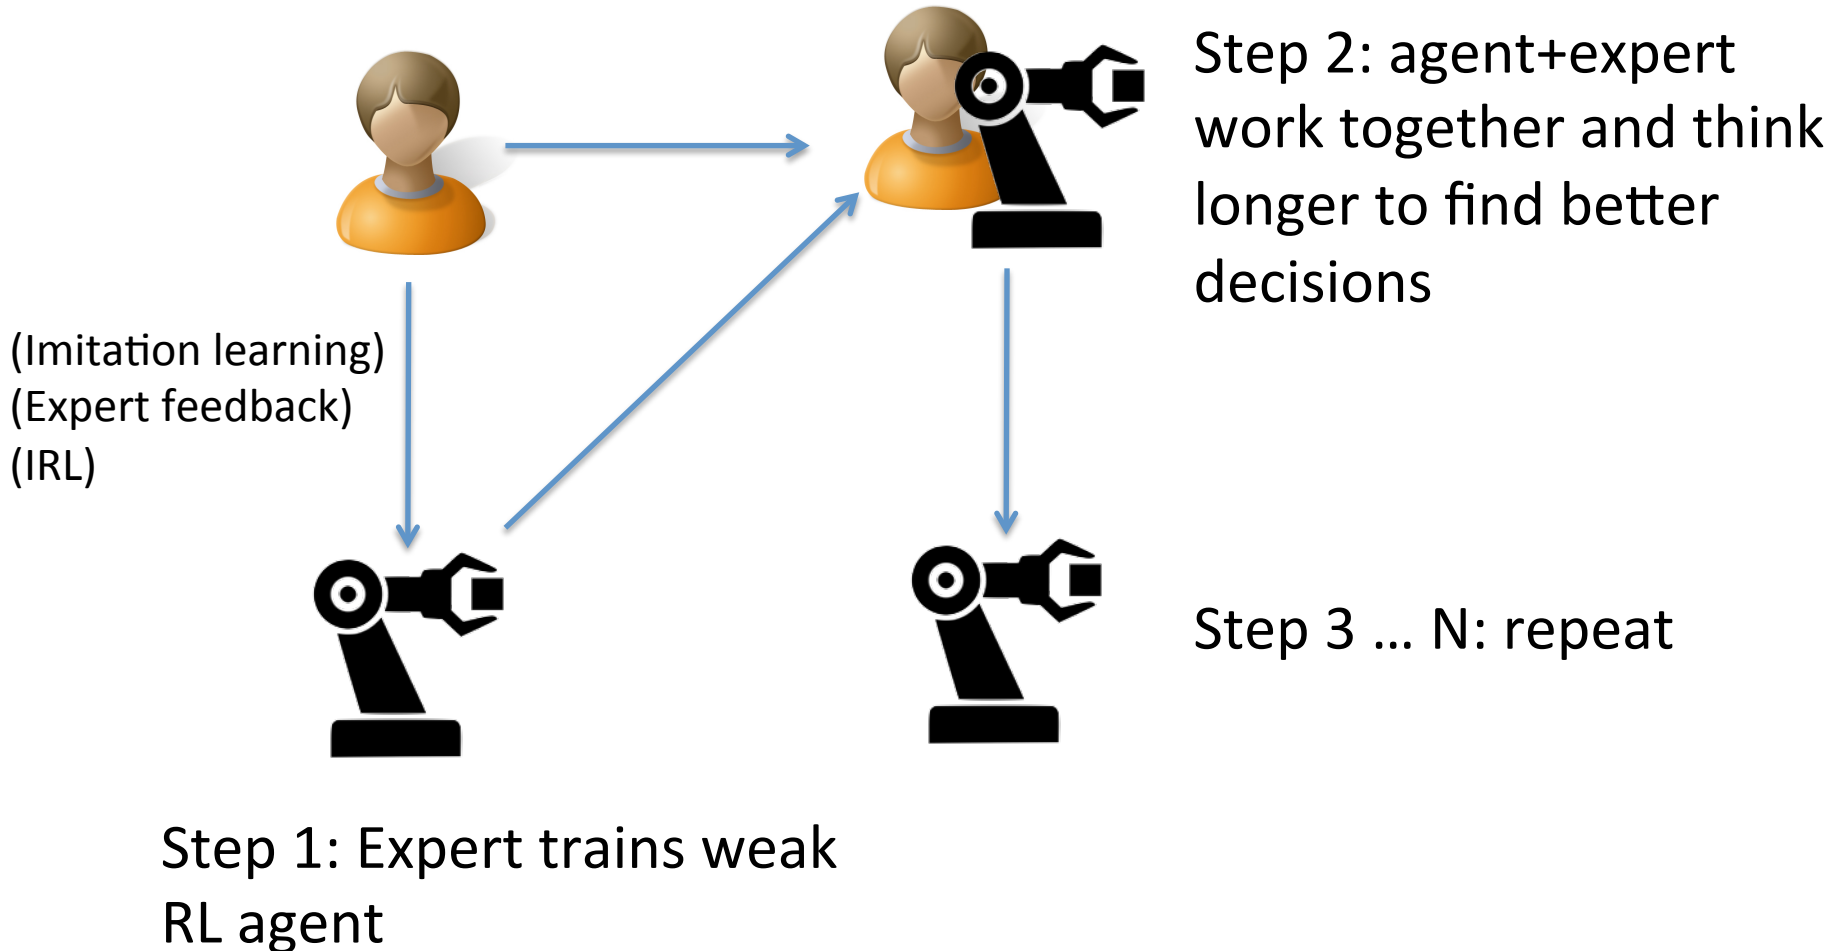 Step 2: agent+expert
work together and think
longer to find better
decisions
(Imitation learning)
(Expert feedback)
(IRL)
Step 3 … N: repeat
Step 1: Expert trains weak
RL agent